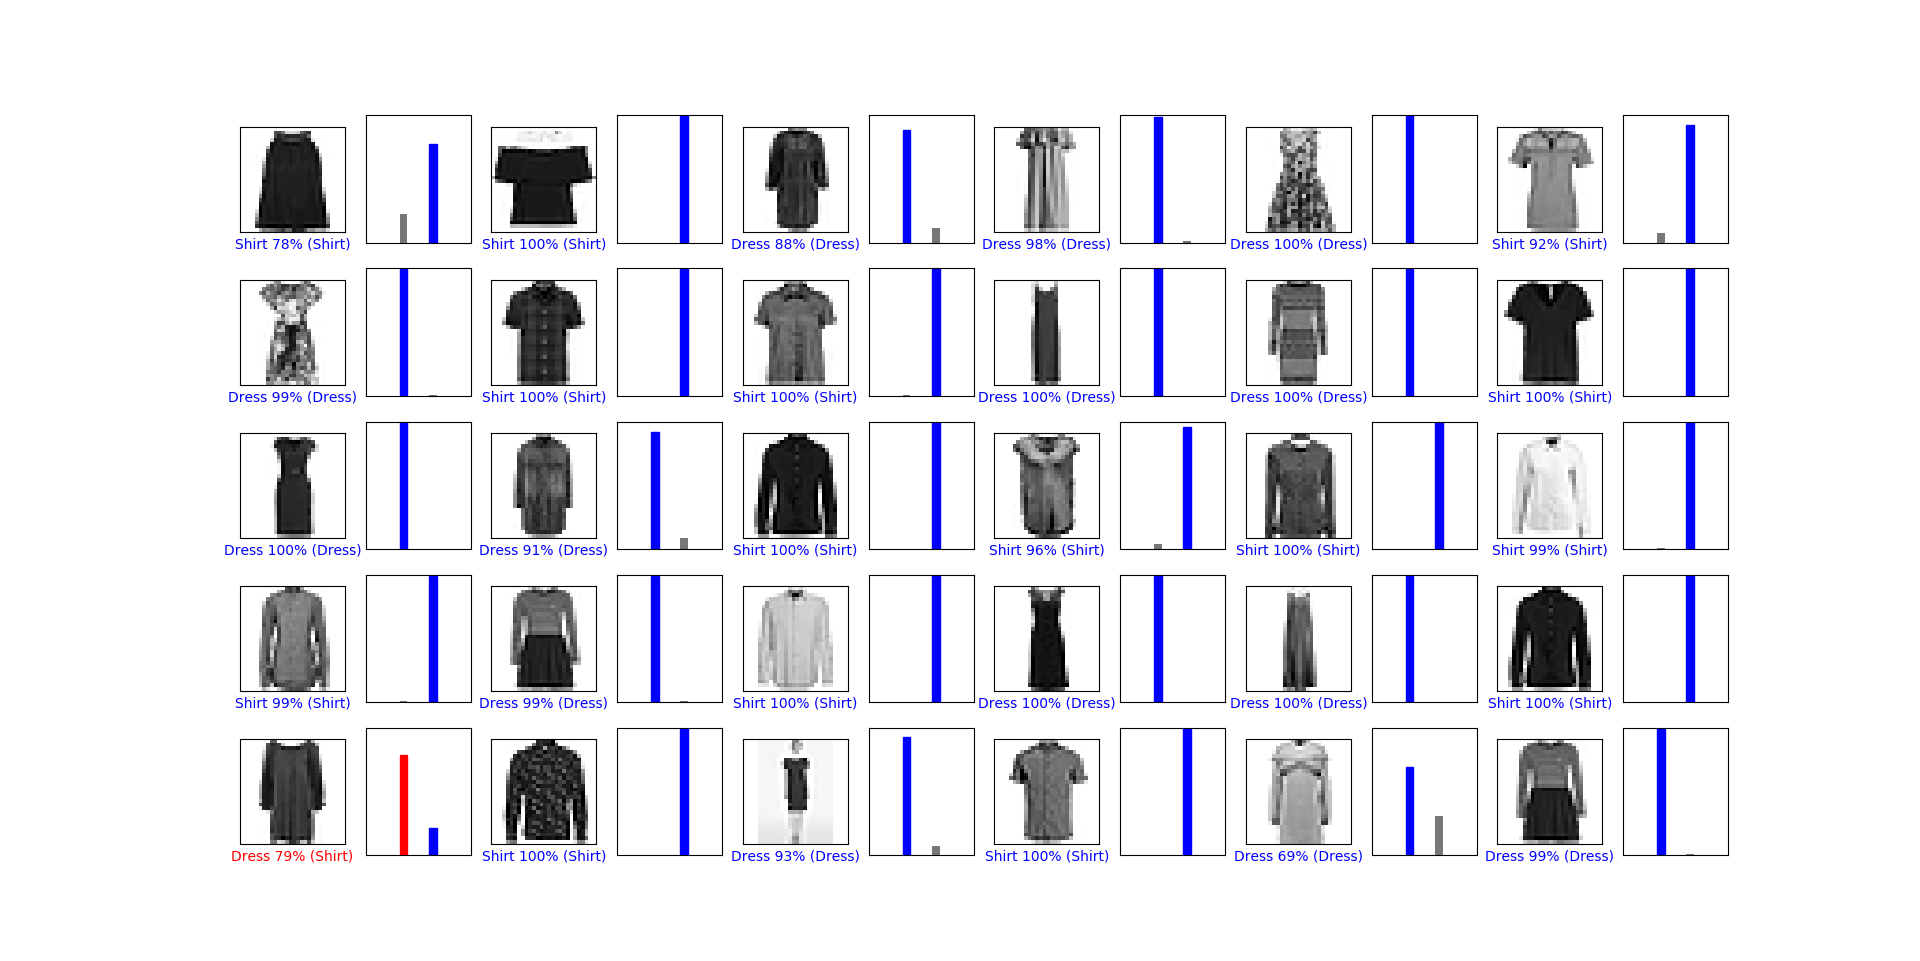 Shirt 78% (Shirt)
Shirt 100% (Shirt)
Dress 88% (Dress)
Dress 98% (Dress)
Dress 100% (Dress)
Shirt 92% (Shirt)
Dress 99% (Dress)
Shirt 100% (Shirt)
Shirt 100% (Shirt)
Dress 100% (Dress)
Dress 100% (Dress)
Shirt 100% (Shirt)
Dress 100% (Dress)
Dress 91% (Dress)
Shirt 100% (Shirt)
Shirt 96% (Shirt)
Shirt 100% (Shirt)
Shirt 99% (Shirt)
Shirt 99% (Shirt)
Dress 99% (Dress)
Shirt 100% (Shirt)
Dress 100% (Dress)
Dress 100% (Dress)
Shirt 100% (Shirt)
Dress 79% (Shirt)
Shirt 100% (Shirt)
Dress 93% (Dress)
Shirt 100% (Shirt)
Dress 69% (Dress)
Dress 99% (Dress)